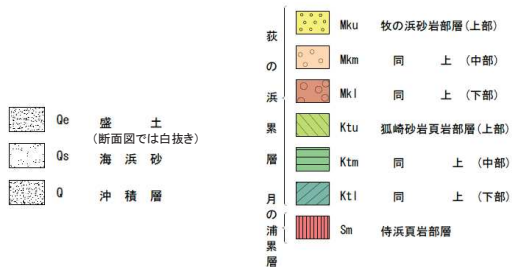 Qe 盛土
(断面図では白抜き)
Qs 海浜砂
Q 沖積層
荻の浜累層
Mku 牧の浜砂岩部層(上部)
Mkm 同上(中部)
Mkl 同上(下部)
Ktu 狐崎砂岩頁岩部層(上部)
Ktm 同上(中部)
Ktl 同上(下部)
月の浦累層
Sm 侍浜頁岩部層